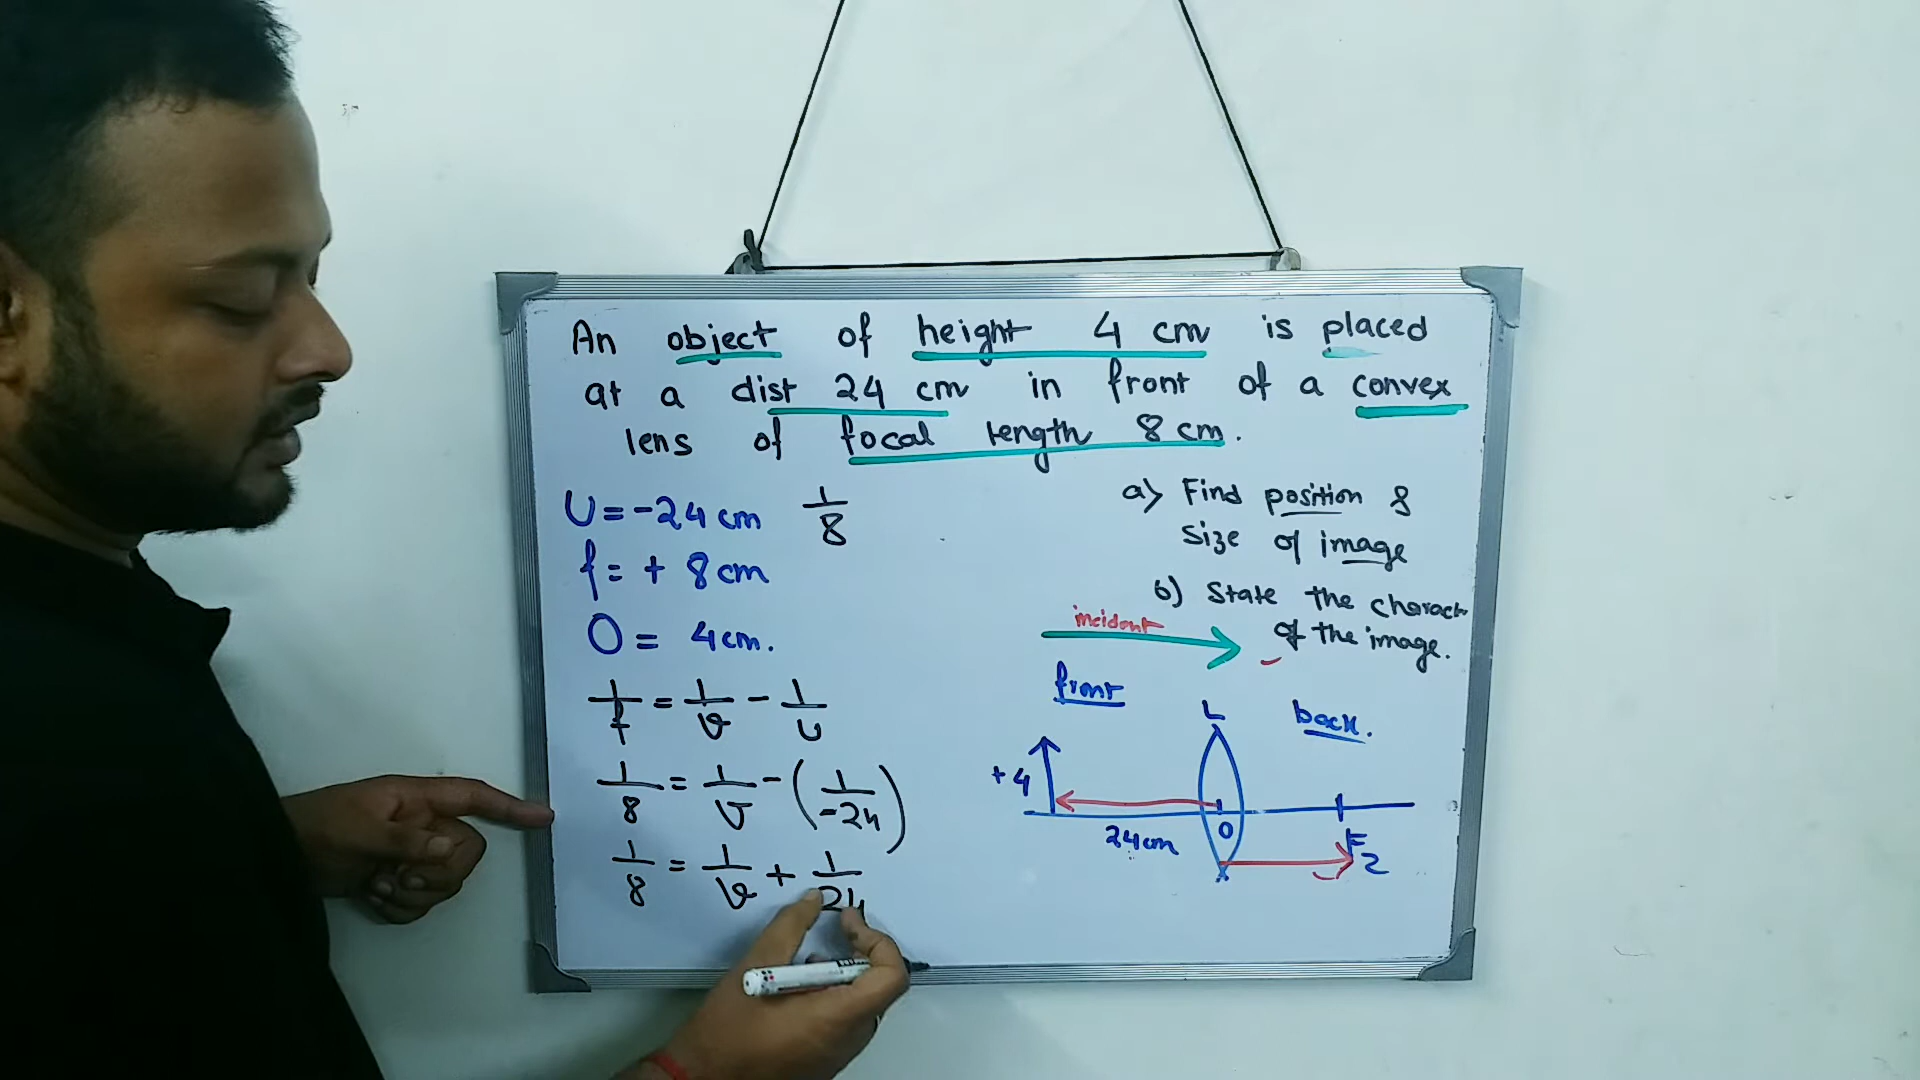 An object of height 4 cm is placed
at a dist 24 cm in front of a convex
lens of focal length 8 cm.
U = -24 cm
1/8
f = + 8 cm
O = 4 cm.
1/f = 1/v - 1/u
1/8 = 1/v - (1/-24)
1/8 = 1/v + 1/24
a) Find position &
size of image
b) State the charact
of the image.
incident
front
L
back.
+4
24cm
O
F2